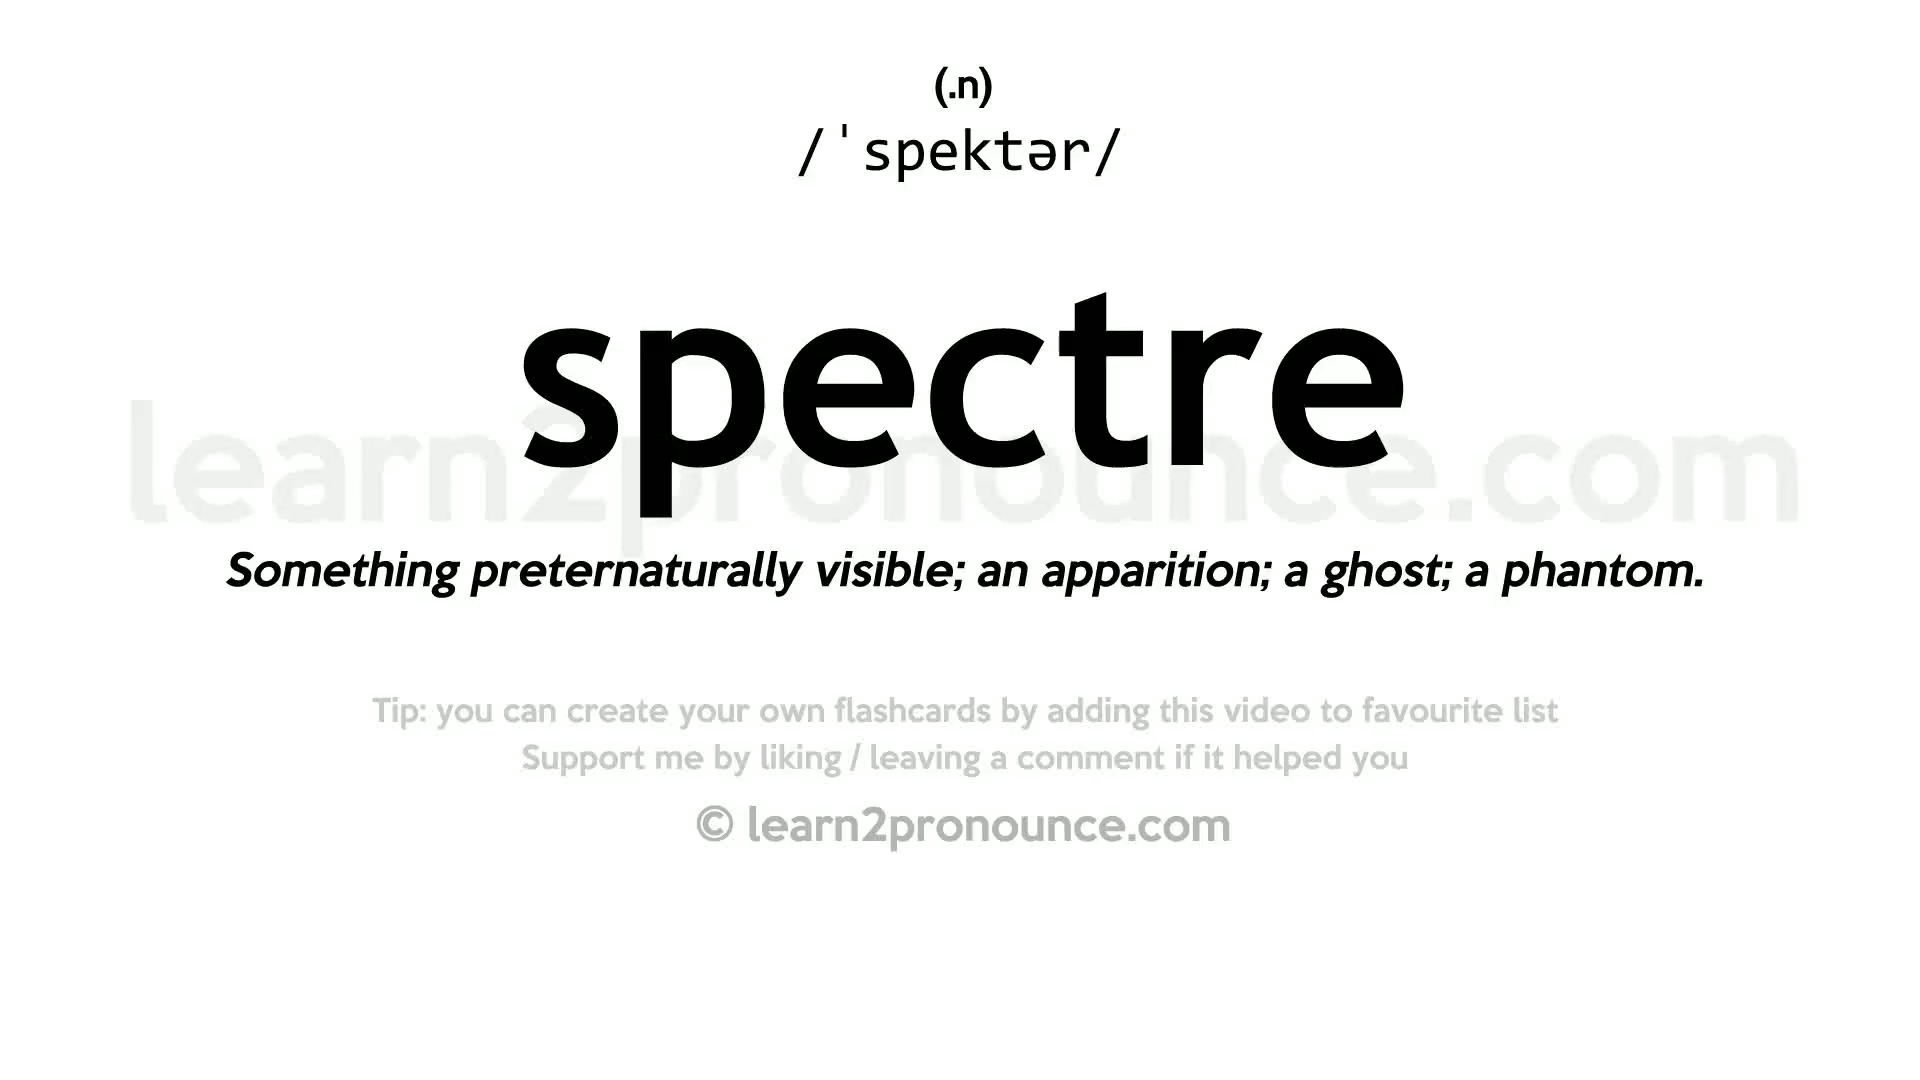 (.n)
/ˈspektər/
spectre
learn2pronounce.com
Something preternaturally visible; an apparition; a ghost; a phantom.
Tip: you can create your own flashcards by adding this video to favourite list
Support me by liking / leaving a comment if it helped you
© learn2pronounce.com